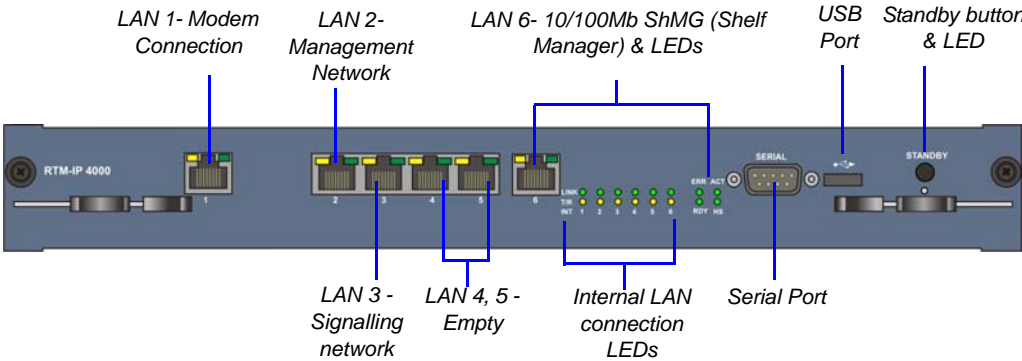 LAN 1- Modem
Connection
LAN 2-
Management
Network
LAN 6- 10/100Mb ShMG (Shelf
Manager) & LEDs
USB
Port
Standby button
& LED
RTM-IP 4000
SERIAL
STANDBY
ERR ACT
LINK
T/R
INT 1 2 3 4 5 6
RDY HS
1
2 3 4 5
6
LAN 3 -
Signalling
network
LAN 4, 5 -
Empty
Internal LAN
connection
LEDs
Serial Port